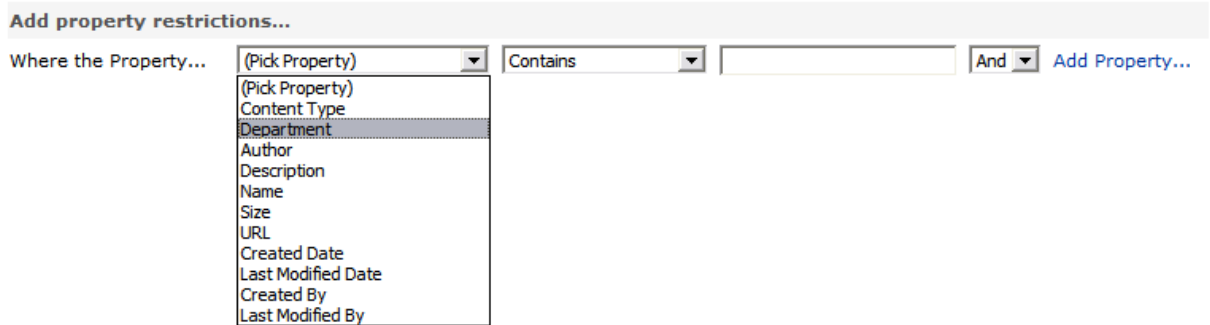 Add property restrictions...
Where the Property... (Pick Property) Contains And Add Property...
(Pick Property)
Content Type
Department
Author
Description
Name
Size
URL
Created Date
Last Modified Date
Created By
Last Modified By